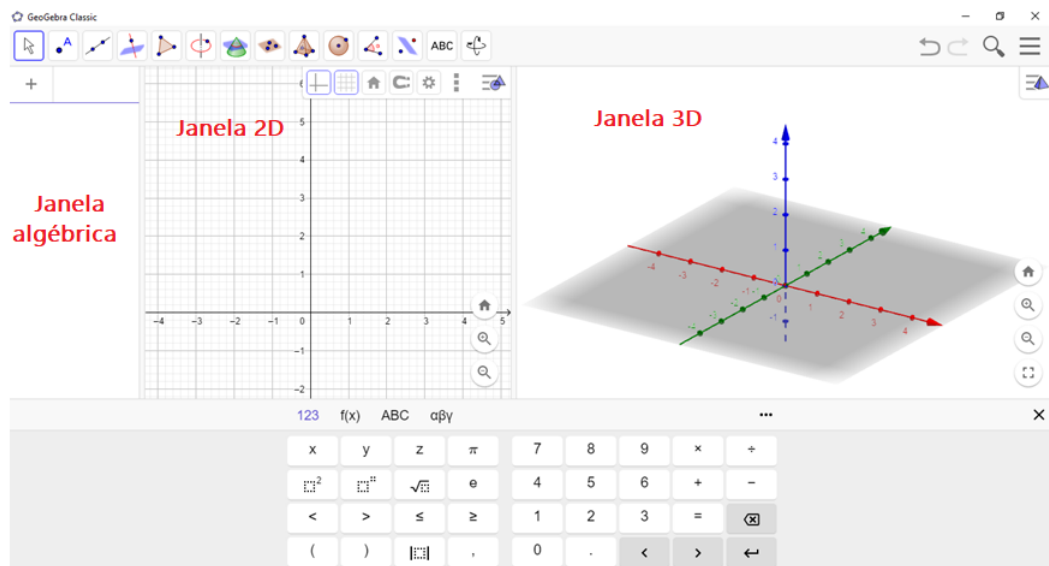 GeoGebra Classic
A
ABC
+
Janela 2D
Janela 3D
Janela
algébrica
5
4
3
2
1
-4 -3 -2 -1 0 1 2 3 4 5
-1
-2
4
3
2
1
-1
-4 -3 -2 -1 0 1 2 3 4
123 f(x) ABC αβγ ...
x y z π 7 8 9 × ÷
² √ e 4 5 6 + −
< > ≤ ≥ 1 2 3 =
( ) | | , 0 . < >